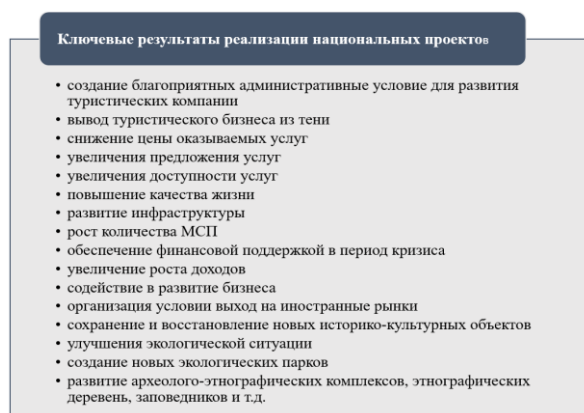 Ключевые результаты реализации национальных проектов
• создание благоприятных административные условие для развития
туристических компании
• вывод туристического бизнеса из тени
• снижение цены оказываемых услуг
• увеличения предложения услуг
• увеличения доступности услуг
• повышение качества жизни
• развитие инфраструктуры
• рост количества МСП
• обеспечение финансовой поддержкой в период кризиса
• увеличение роста доходов
• содействие в развитие бизнеса
• организация условии выход на иностранные рынки
• сохранение и восстановление новых историко-культурных объектов
• улучшения экологической ситуации
• создание новых экологических парков
• развитие археолого-этнографических комплексов, этнографических
деревень, заповедников и т.д.